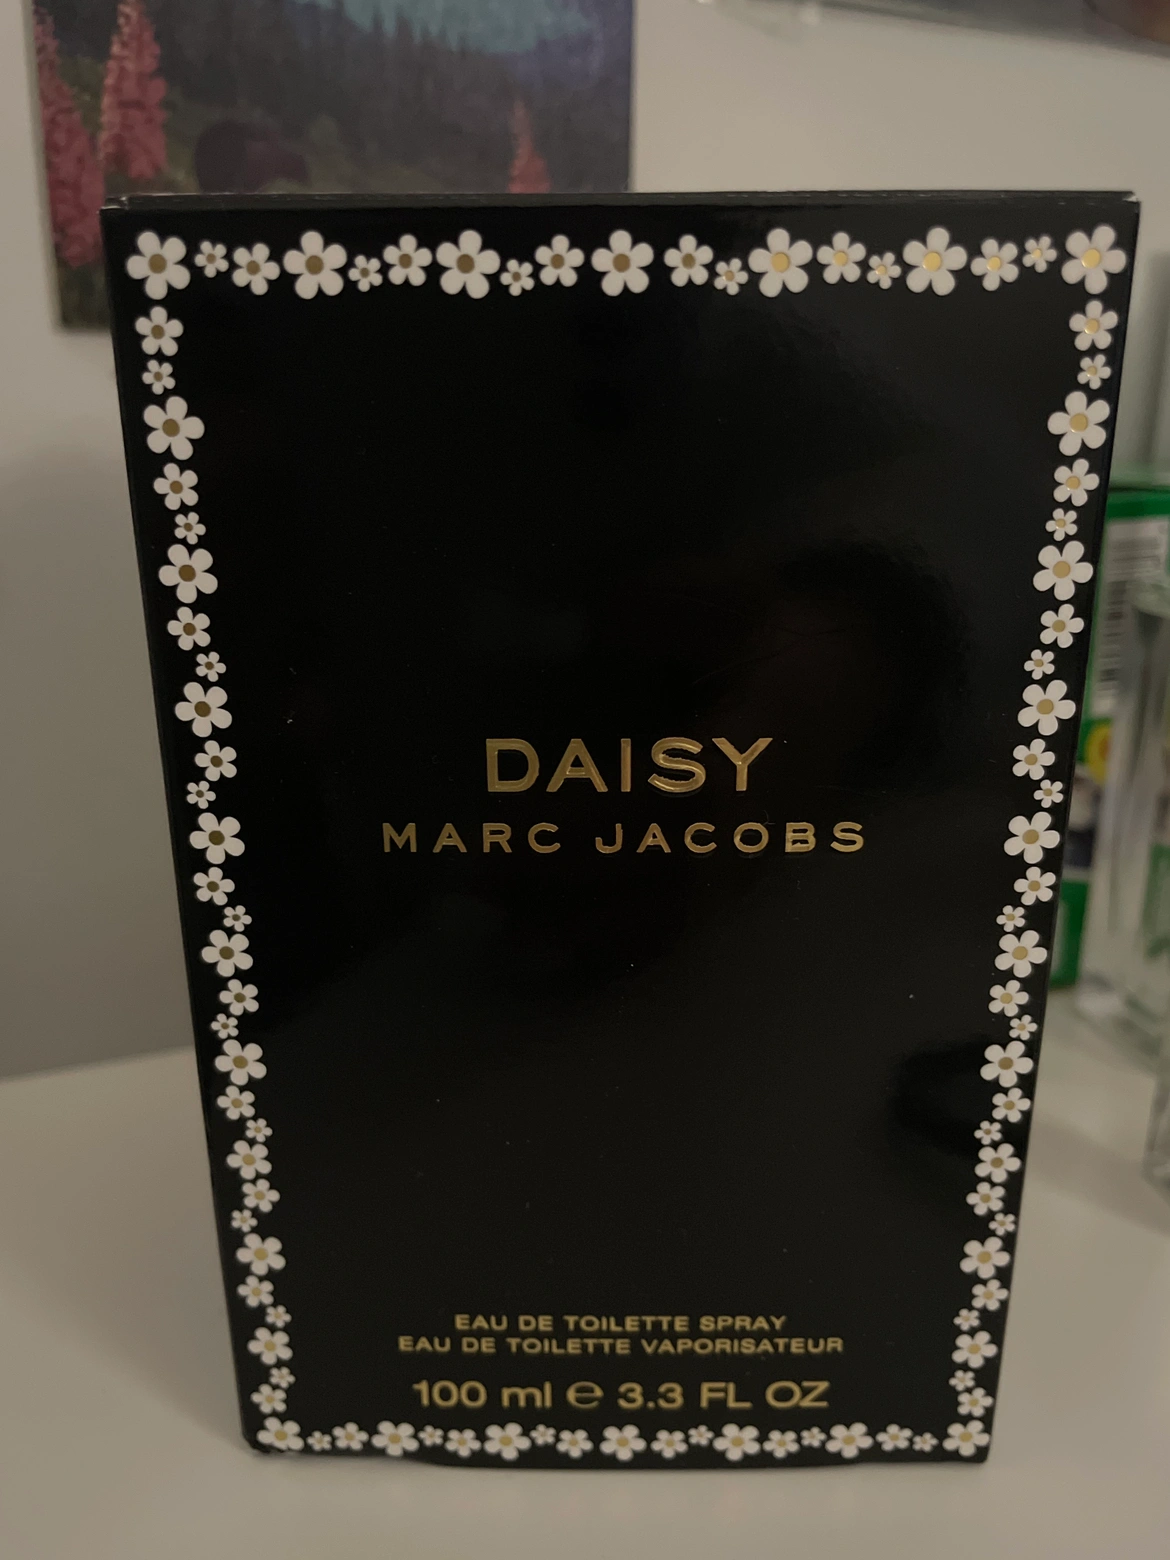 DAISY
MARC JACOBS
EAU DE TOILETTE SPRAY
EAU DE TOILETTE VAPORISATEUR
100 ml ℮ 3.3 FL OZ